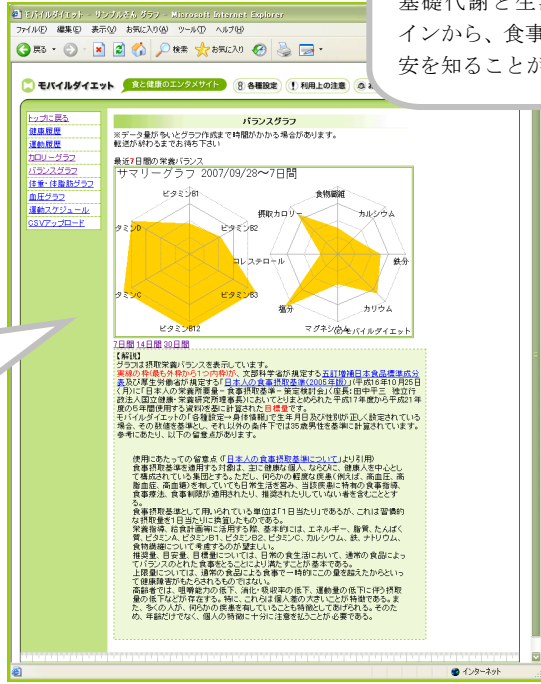 モバイルダイエット - サンプルさん グラフ - Microsoft Internet Explorer
ファイル(F) 編集(E) 表示(V) お気に入り(A) ツール(T) ヘルプ(H)
戻る 検索 お気に入り
基礎代謝と生
インから、食事
安を知ることが
モバイルダイエット 食と健康のエンタメサイト 各種設定 利用上の注意
トップに戻る
健康履歴
運動履歴
カロリーグラフ
バランスグラフ
体重・体脂肪グラフ
血圧グラフ
運動スケジュール
CSVアップロード
バランスグラフ
※データ量が多いとグラフ作成まで時間がかかる場合があります。
転送が終わるまでお待ち下さい
最近7日間の栄養バランス
サマリーグラフ 2007/09/28～7日間
ビタミンB1
ビタミンB2
ビタミンB3
ビタミンB12
ビタミンC
タミンD
食物繊維
カルシウム
鉄分
カリウム
マグネシウム
塩分
コレステロール
摂取カロリー
(C)モバイルダイエット
7日間 14日間 30日間
【解説】
グラフは摂取栄養バランスを表示しています。
実線の枠(最も外枠から1つ内枠)が、文部科学省が規定する五訂増補日本食品標準成分
表及び厚生労働省が規定する「日本人の食事摂取基準(2005年版)」(平成16年10月25日
(月)に「日本人の栄養所要量－食事摂取基準－策定検討会」(座長:田中平三 独立行
政法人国立健康・栄養研究所理事長)においてとりまとめられた平成17年度から平成21年
度の5年間使用する資料)を基に計算された目標量です。
モバイルダイエットの「各種設定→身体情報」で生年月日及び性別が正しく設定されている
場合、その数値を基準とし、それ以外の条件下では35歳男性を基準に計算されています。
参考にあたり、以下の留意点があります。
使用にあたっての留意点 (「日本人の食事摂取基準について」より引用)
食事摂取基準を適用する対象は、主に健康な個人、ならびに、健康人を中心とし
て構成されている集団とする。ただし、何らかの軽度な疾患(例えば、高血圧、高
脂血症、高血糖)を有していても日常生活を営み、当該疾患に特有の食事指導、
食事療法、食事制限が適用されたり、推奨されたりしていない者を含むこととす
る。
食事摂取基準として用いられている単位は「1日当たり」であるが、これは習慣的
な摂取量を1日当たりに換算したものである。
栄養指導、給食計画等に活用する際、基本的には、エネルギー、脂質、たんぱく
質、ビタミンA、ビタミンB1、ビタミンB2、ビタミンC、カルシウム、鉄、ナトリウム、
食物繊維について考慮するのが望ましい。
推奨量、目安量、目標量については、日常の食生活において、通常の食品によっ
てバランスのとれた食事をとることにより満たすことが基本である。
上限量については、通常の食品による食事で一時的にこの量を超えたからといっ
て健康障害がもたらされるものではない。
高齢者では、咀嚼能力の低下、消化・吸収率の低下、運動量の低下に伴う摂取
量の低下などが存在する。特に、これらは個人差の大きいことが特徴である。ま
た、多くの人が、何らかの疾患を有していることも特徴としてあげられる。そのた
め、年齢だけでなく、個人の特徴に十分に注意を払うことが必要である。
インターネット